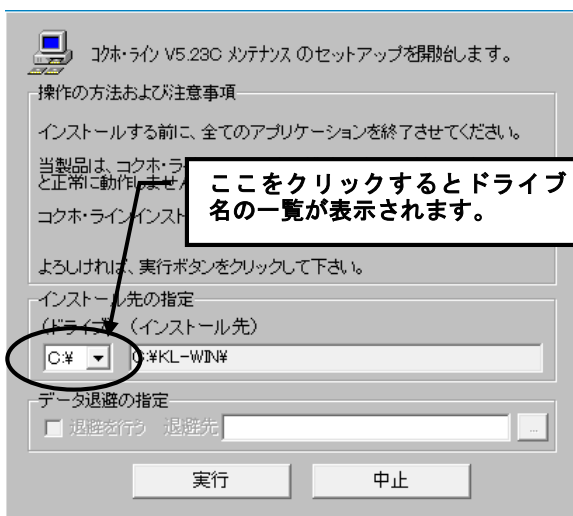 コクホ・ライン V5.23C メンテナンス のセットアップを開始します。
操作の方法および注意事項
インストールする前に、全てのアプリケーションを終了させてください。
当製品は、コクホ・ラ
と正常に動作しません
コクホ・ラインインスト
ここをクリックするとドライブ
名の一覧が表示されます。
よろしければ、実行ボタンをクリックして下さい。
インストール先の指定
(ドライブ) (インストール先)
C:¥ C:¥KL-WIN¥
データ退避の指定
退避を行う 退避先 ...
実行 中止